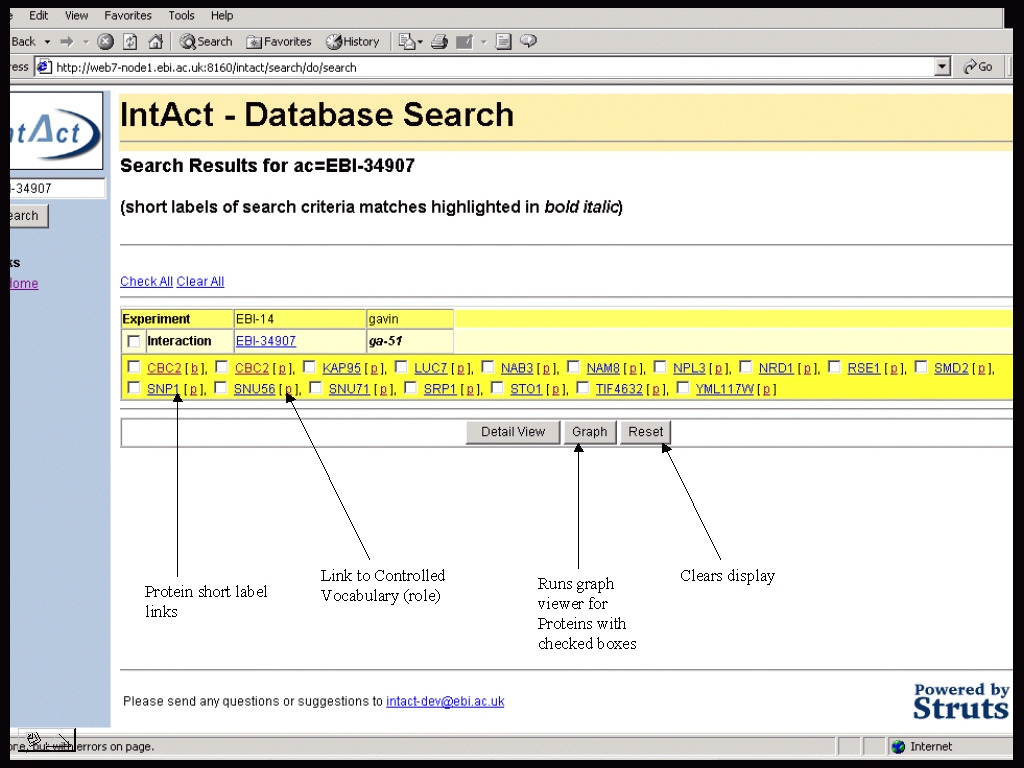 Edit View Favorites Tools Help
Back Search Favorites History
ess http://web7-node1.ebi.ac.uk:8160/intact/search/do/search Go
ntAct
IntAct - Database Search
Search Results for ac=EBI-34907
-34907
(short labels of search criteria matches highlighted in bold italic)
earch
ks
Home
Check All Clear All
Experiment EBI-14 gavin
Interaction EBI-34907 ga-51
CBC2 [b], CBC2 [p], KAP95 [p], LUC7 [p], NAB3 [p], NAM8 [p], NPL3 [p], NRD1 [p], RSE1 [p], SMD2 [p],
SNP1 [p], SNU56 [p], SNU71 [p], SRP1 [p], STO1 [p], TIF4632 [p], YML117W [p]
Detail View Graph Reset
Protein short label
links
Link to Controlled
Vocabulary (role)
Runs graph
viewer for
Proteins with
checked boxes
Clears display
Please send any questions or suggestions to intact-dev@ebi.ac.uk
Powered by
Struts
one, but with errors on page. Internet